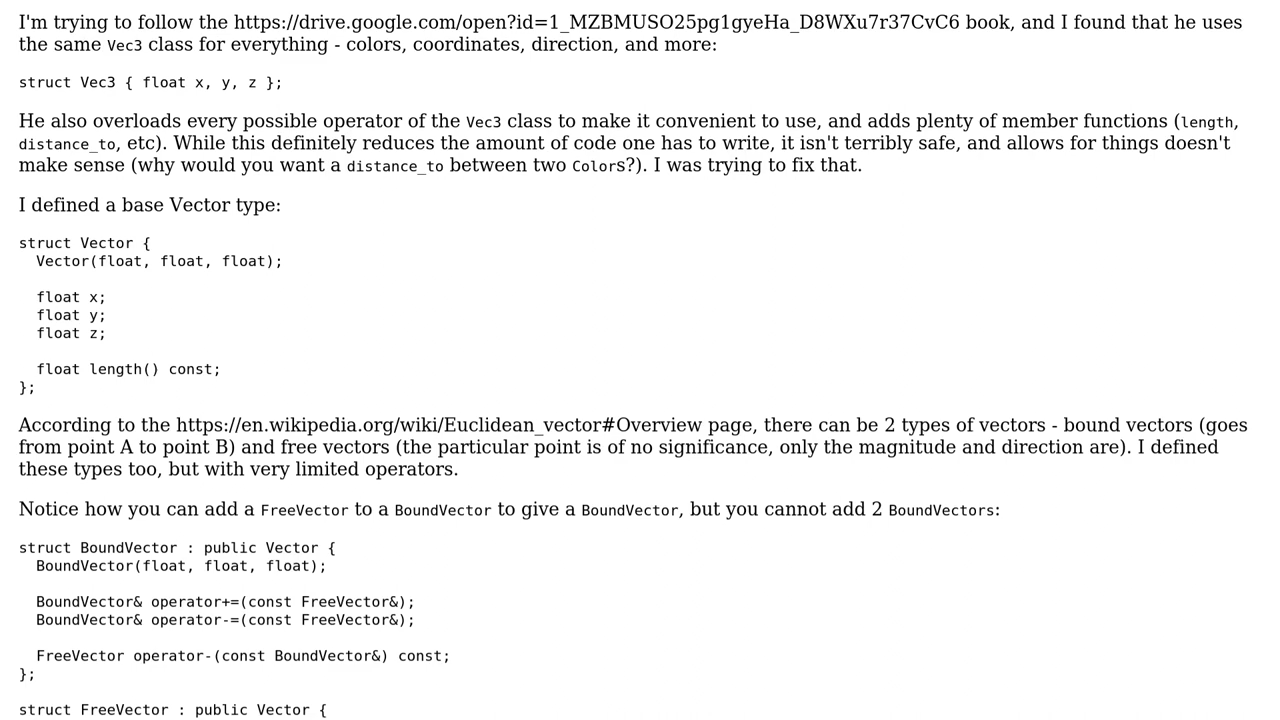 I'm trying to follow the https://drive.google.com/open?id=1_MZBMUSO25pg1gyeHa_D8WXu7r37CvC6 book, and I found that he uses
the same Vec3 class for everything - colors, coordinates, direction, and more:
struct Vec3 { float x, y, z };
He also overloads every possible operator of the Vec3 class to make it convenient to use, and adds plenty of member functions (length,
distance_to, etc). While this definitely reduces the amount of code one has to write, it isn't terribly safe, and allows for things doesn't
make sense (why would you want a distance_to between two Colors?). I was trying to fix that.
I defined a base Vector type:
struct Vector {
  Vector(float, float, float);
  float x;
  float y;
  float z;
  float length() const;
};
According to the https://en.wikipedia.org/wiki/Euclidean_vector#Overview page, there can be 2 types of vectors - bound vectors (goes
from point A to point B) and free vectors (the particular point is of no significance, only the magnitude and direction are). I defined
these types too, but with very limited operators.
Notice how you can add a FreeVector to a BoundVector to give a BoundVector, but you cannot add 2 BoundVectors:
struct BoundVector : public Vector {
  BoundVector(float, float, float);
  BoundVector& operator+=(const FreeVector&);
  BoundVector& operator-=(const FreeVector&);
  FreeVector operator-(const BoundVector&) const;
};
struct FreeVector : public Vector {